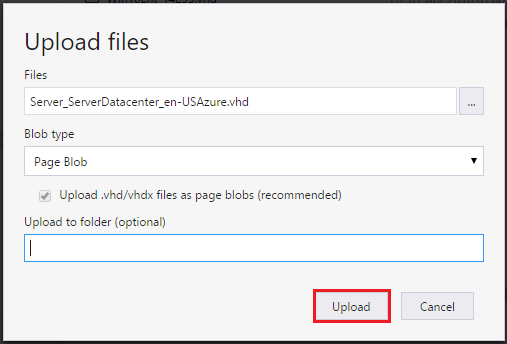 Upload files
Files
Server_ServerDatacenter_en-USAzure.vhd
...
Blob type
Page Blob
Upload .vhd/vhdx files as page blobs (recommended)
Upload to folder (optional)
Upload Cancel